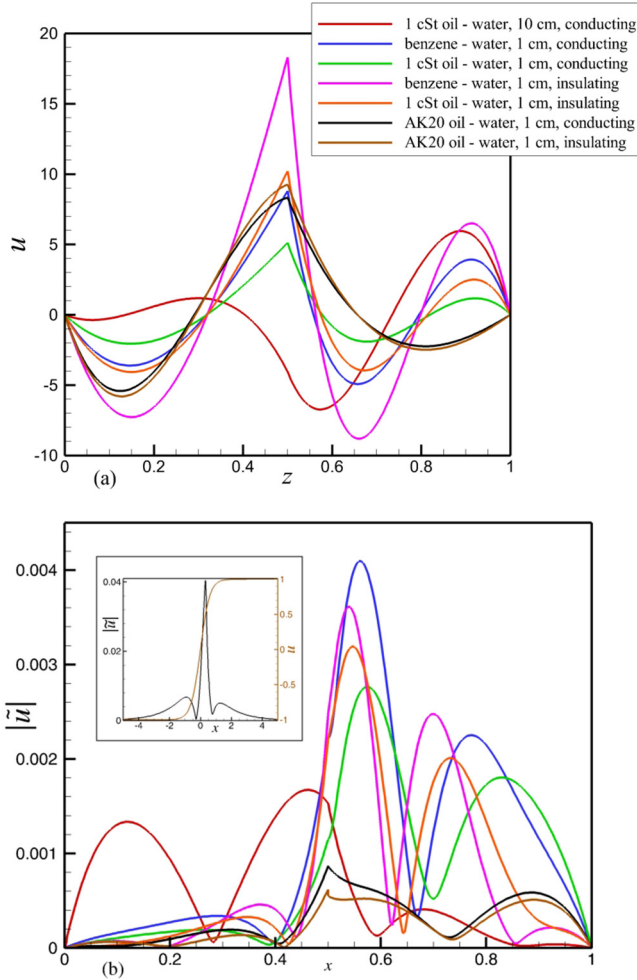 1 cSt oil - water, 10 cm, conducting
benzene - water, 1 cm, conducting
1 cSt oil - water, 1 cm, conducting
benzene - water, 1 cm, insulating
1 cSt oil - water, 1 cm, insulating
AK20 oil - water, 1 cm, conducting
AK20 oil - water, 1 cm, insulating
20
15
10
5
0
-5
-10
u
0 0.2 0.4 0.6 0.8 1
(a) z
0.004
0.003
0.002
0.001
0
|ũ|
0.04
0.02
0
|ũ|
1
0.5
0
-0.5
-1
u
-4 -2 0 2 4
x
0 0.2 0.4 0.6 0.8 1
(b) x